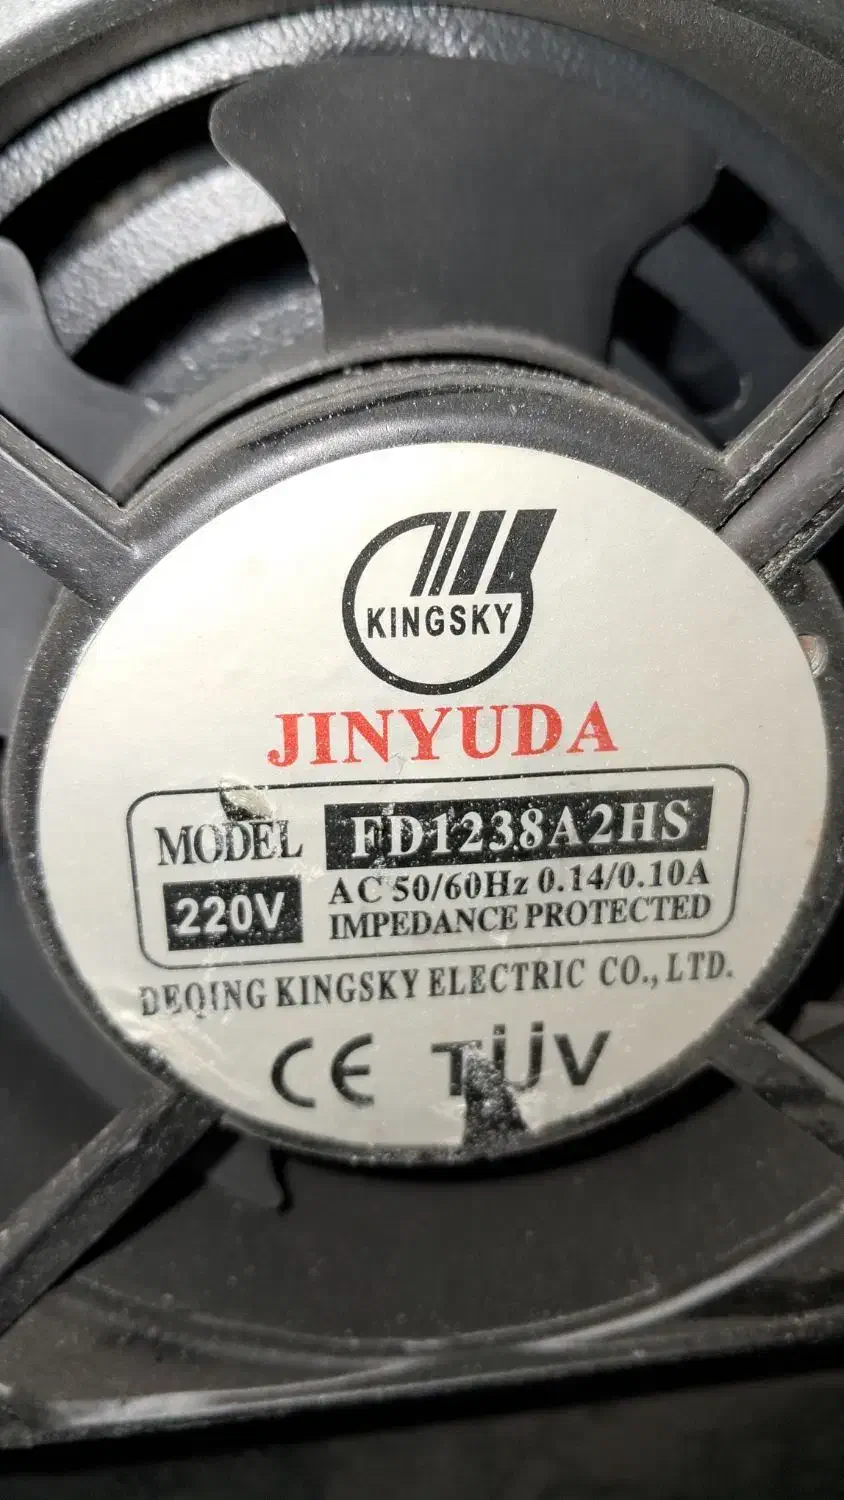 KINGSKY
JINYUDA
MODEL FD1238A2HS
220V AC 50/60Hz 0.14/0.10A
IMPEDANCE PROTECTED
DEQING KINGSKY ELECTRIC CO., LTD.
CE TÜV